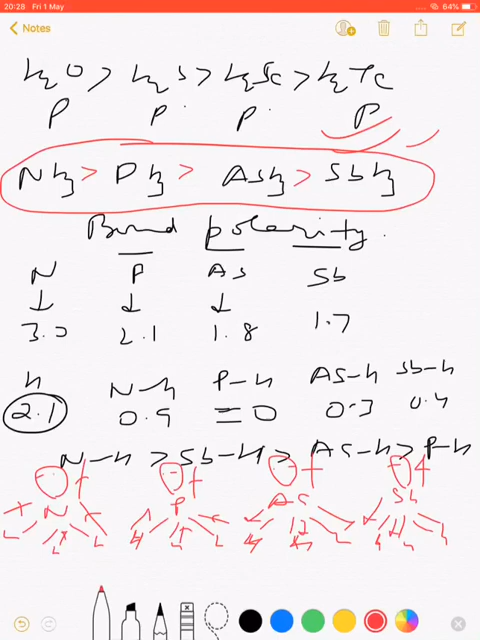 20:28 Fri 1 May 64%
Notes
H2O > H2S > H2Se > H2Te
P P P P
NH3 > PH3 > AsH3 > SbH3
Bond polarity.
N P As Sb
↓ ↓ ↓
3.0 2.1 1.8 1.7
H N-H P-H As-H Sb-H
2.1 0.9 =0 0.3 0.4
N-H > Sb-H > As-H > P-H
- + - + - + - +
N P As Sb